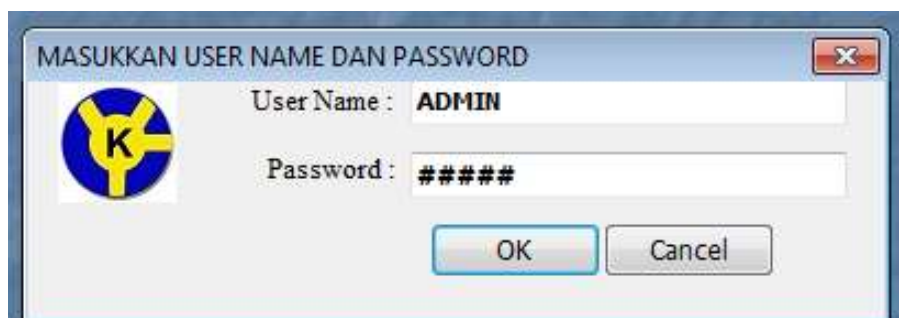 MASUKKAN USER NAME DAN PASSWORD
K
User Name : ADMIN
Password : #####
OK Cancel